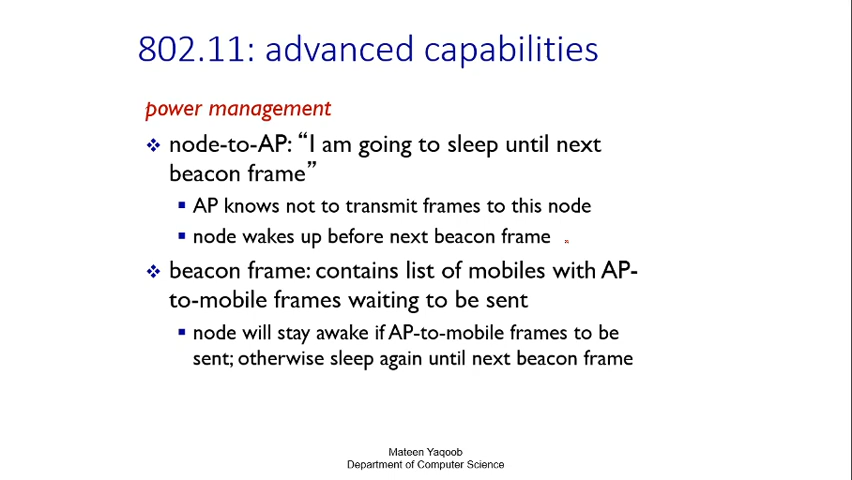 802.11: advanced capabilities
power management
❖ node-to-AP: “I am going to sleep until next
beacon frame”
▪ AP knows not to transmit frames to this node
▪ node wakes up before next beacon frame
❖ beacon frame: contains list of mobiles with AP-
to-mobile frames waiting to be sent
▪ node will stay awake if AP-to-mobile frames to be
sent; otherwise sleep again until next beacon frame
Mateen Yaqoob
Department of Computer Science